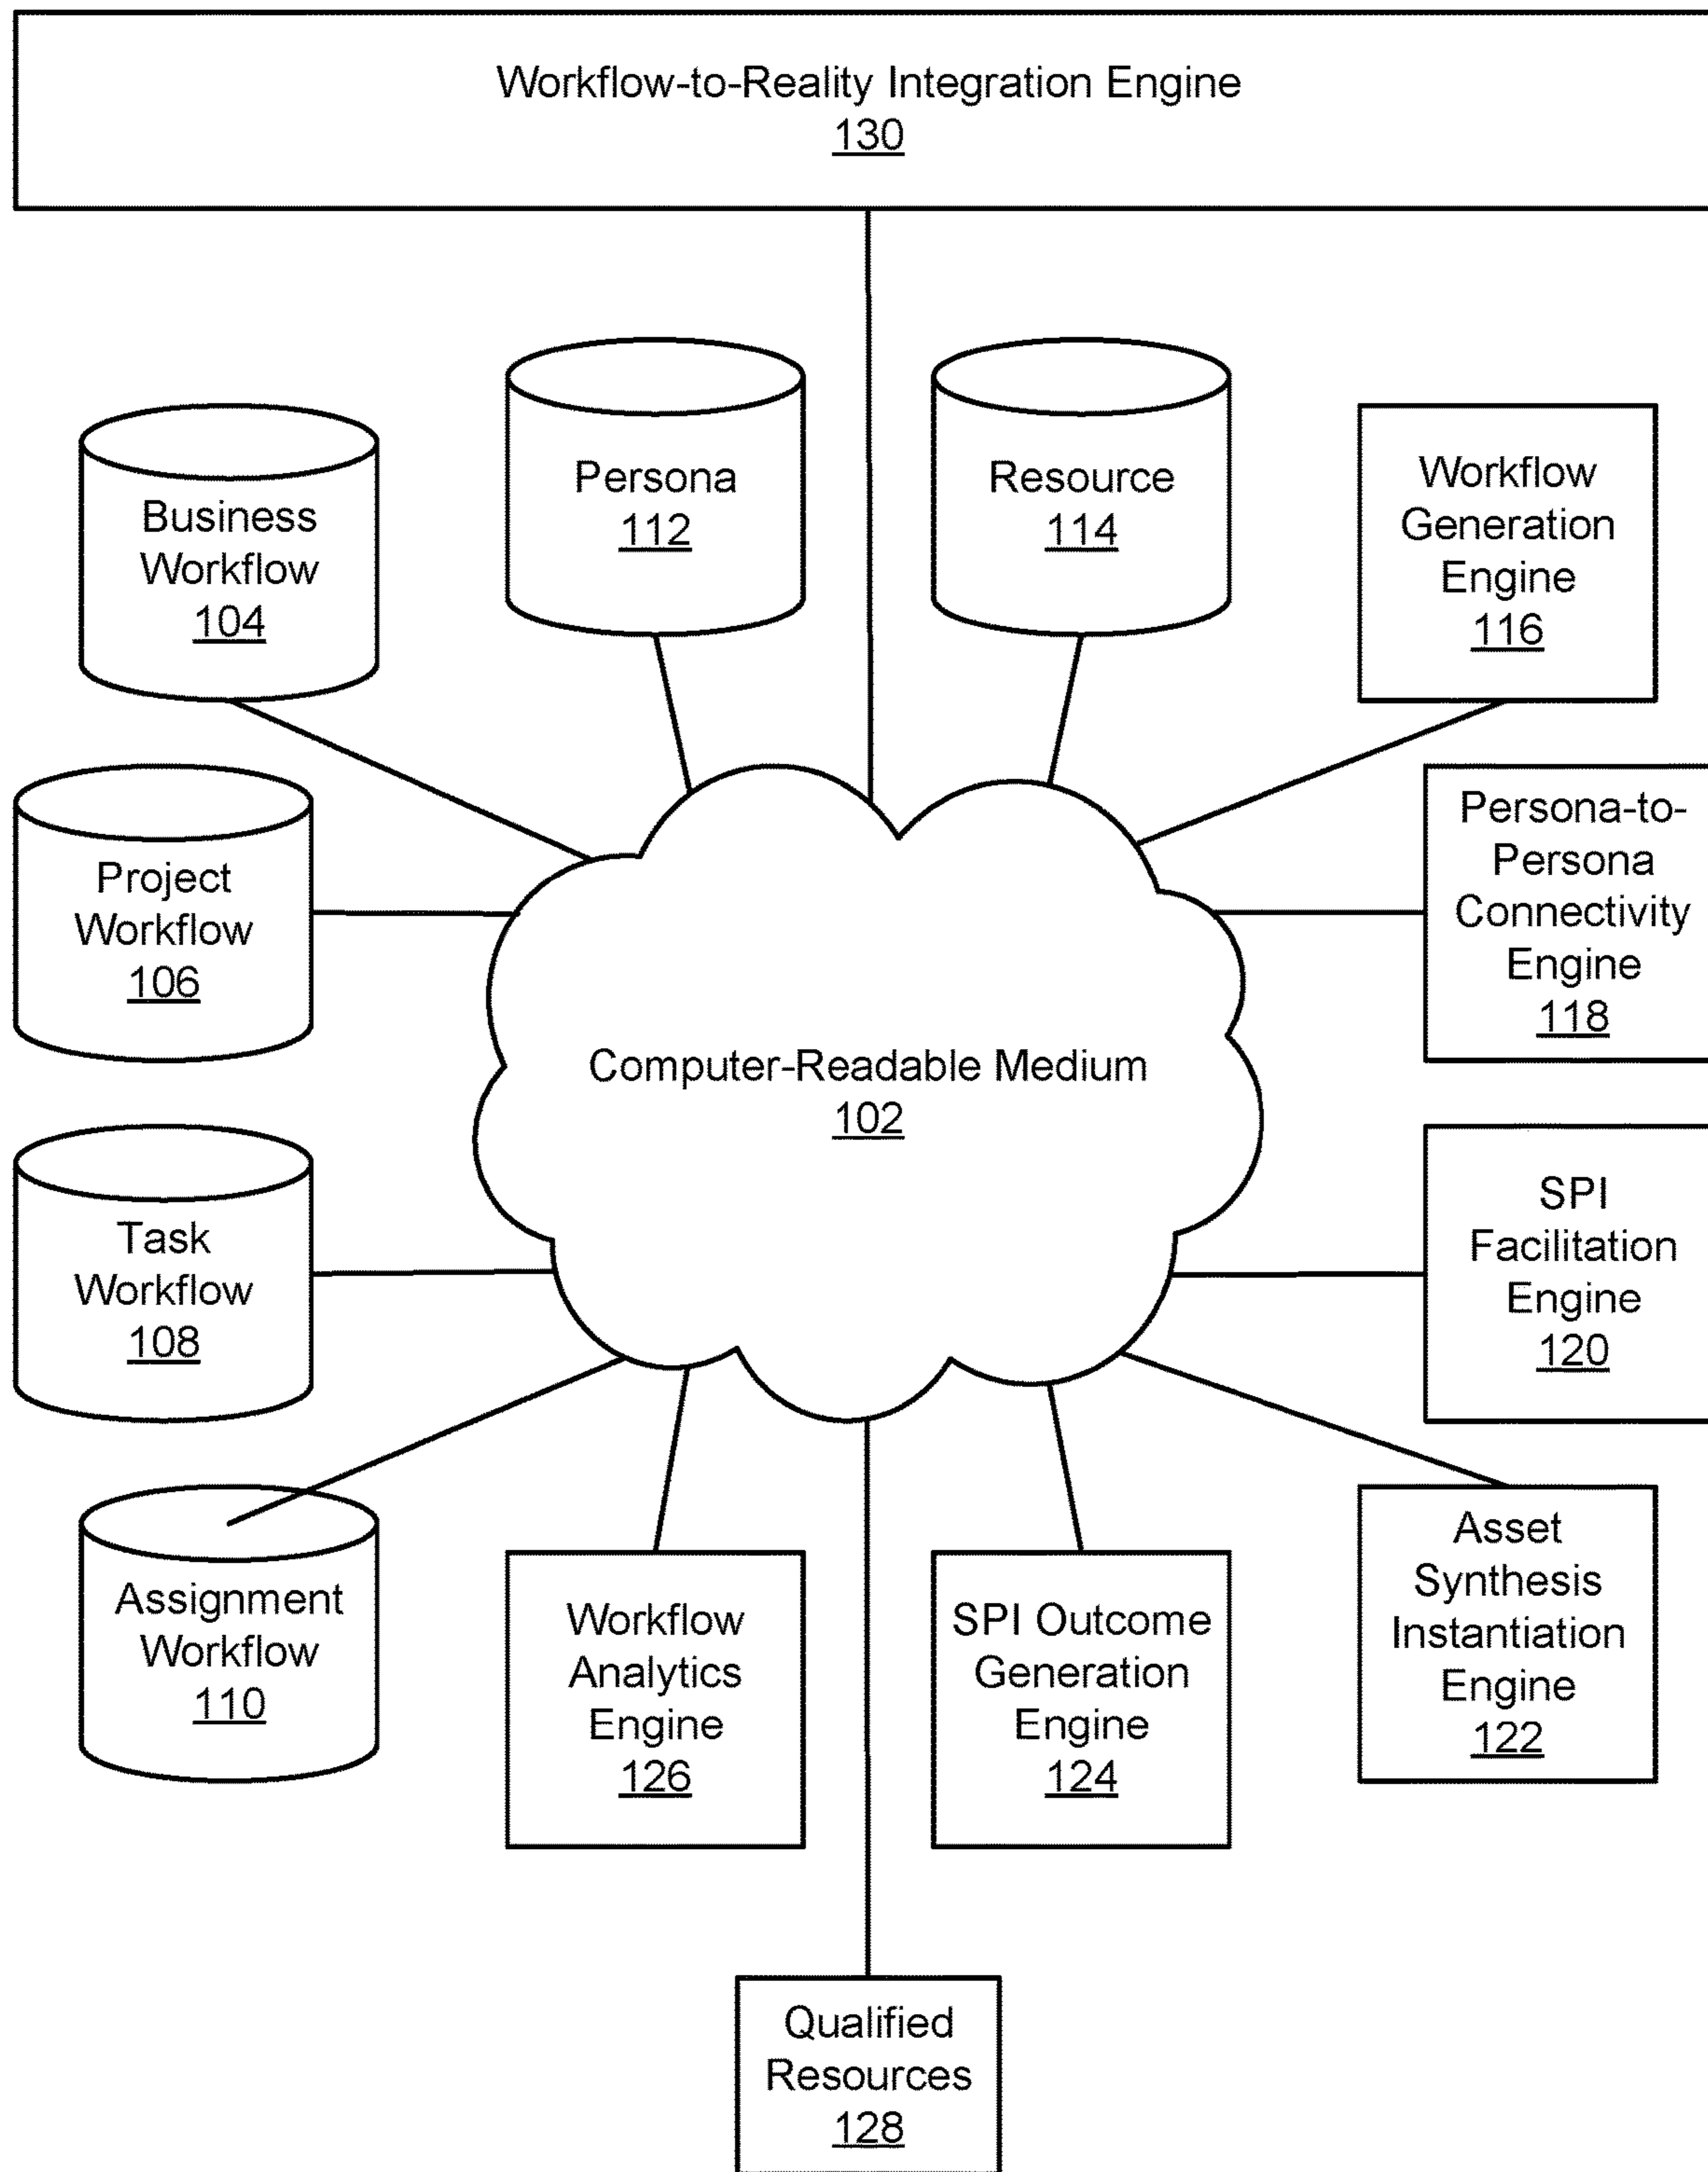 Workflow-to-Reality Integration Engine
130
Business
Workflow
104
Persona
112
Resource
114
Workflow
Generation
Engine
116
Project
Workflow
106
Persona-to-
Persona
Connectivity
Engine
118
Computer-Readable Medium
102
Task
Workflow
108
SPI
Facilitation
Engine
120
Assignment
Workflow
110
Workflow
Analytics
Engine
126
SPI Outcome
Generation
Engine
124
Asset
Synthesis
Instantiation
Engine
122
Qualified
Resources
128